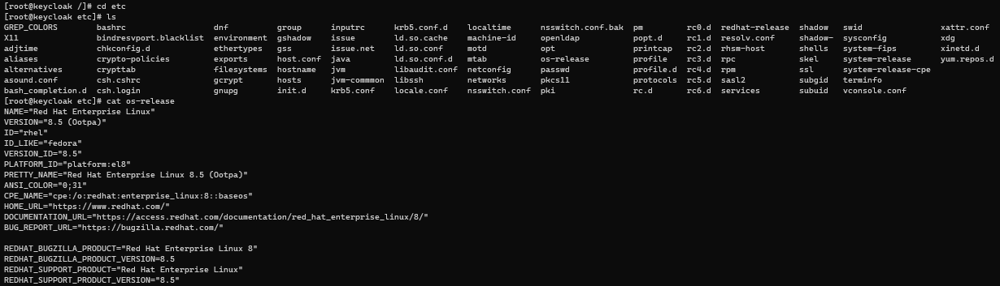 [root@keycloak /]# cd etc
[root@keycloak etc]# ls
GREP_COLORS bashrc dnf group inputrc krb5.conf.d localtime nsswitch.conf.bak pm rc0.d redhat-release shadow swid xattr.conf
X11 bindresvport.blacklist environment gshadow issue ld.so.cache machine-id openldap popt.d rc1.d resolv.conf shadow- sysconfig xdg
adjtime chkconfig.d ethertypes gss issue.net ld.so.conf motd opt printcap rc2.d rhsm-host shells system-fips xinetd.d
aliases crypto-policies exports host.conf java ld.so.conf.d mtab os-release profile rc3.d rpc skel system-release yum.repos.d
alternatives crypttab filesystems hostname jvm libaudit.conf netconfig passwd profile.d rc4.d rpm ssl system-release-cpe
asound.conf csh.cshrc gcrypt hosts jvm-commmon libssh networks pkcs11 protocols rc5.d sasl2 subgid terminfo
bash_completion.d csh.login gnupg init.d krb5.conf locale.conf nsswitch.conf pki rc.d rc6.d services subuid vconsole.conf
[root@keycloak etc]# cat os-release
NAME="Red Hat Enterprise Linux"
VERSION="8.5 (Ootpa)"
ID="rhel"
ID_LIKE="fedora"
VERSION_ID="8.5"
PLATFORM_ID="platform:el8"
PRETTY_NAME="Red Hat Enterprise Linux 8.5 (Ootpa)"
ANSI_COLOR="0;31"
CPE_NAME="cpe:/o:redhat:enterprise_linux:8::baseos"
HOME_URL="https://www.redhat.com/"
DOCUMENTATION_URL="https://access.redhat.com/documentation/red_hat_enterprise_linux/8/"
BUG_REPORT_URL="https://bugzilla.redhat.com/"

REDHAT_BUGZILLA_PRODUCT="Red Hat Enterprise Linux 8"
REDHAT_BUGZILLA_PRODUCT_VERSION=8.5
REDHAT_SUPPORT_PRODUCT="Red Hat Enterprise Linux"
REDHAT_SUPPORT_PRODUCT_VERSION="8.5"